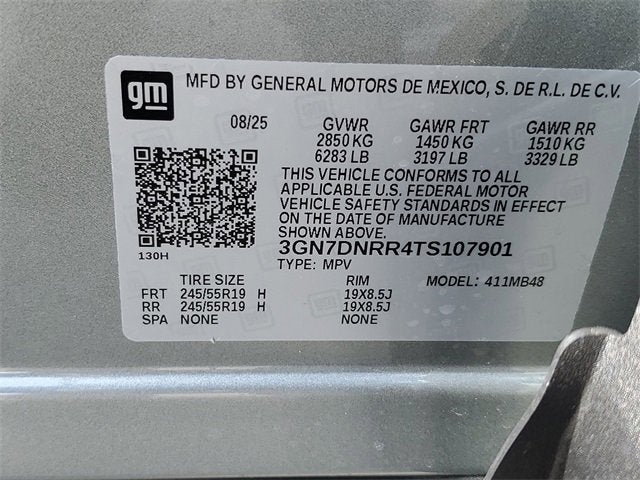 gm
MFD BY GENERAL MOTORS DE MEXICO, S. DE R.L. DE C.V.
08/25 GVWR GAWR FRT GAWR RR
2850 KG 1450 KG 1510 KG
6283 LB 3197 LB 3329 LB
THIS VEHICLE CONFORMS TO ALL
APPLICABLE U.S. FEDERAL MOTOR
VEHICLE SAFETY STANDARDS IN EFFECT
ON THE DATE OF MANUFACTURE
SHOWN ABOVE.
3GN7DNRR4TS107901
130H
TYPE: MPV
TIRE SIZE RIM MODEL: 411MB48
FRT 245/55R19 H 19X8.5J
RR 245/55R19 H 19X8.5J
SPA NONE NONE